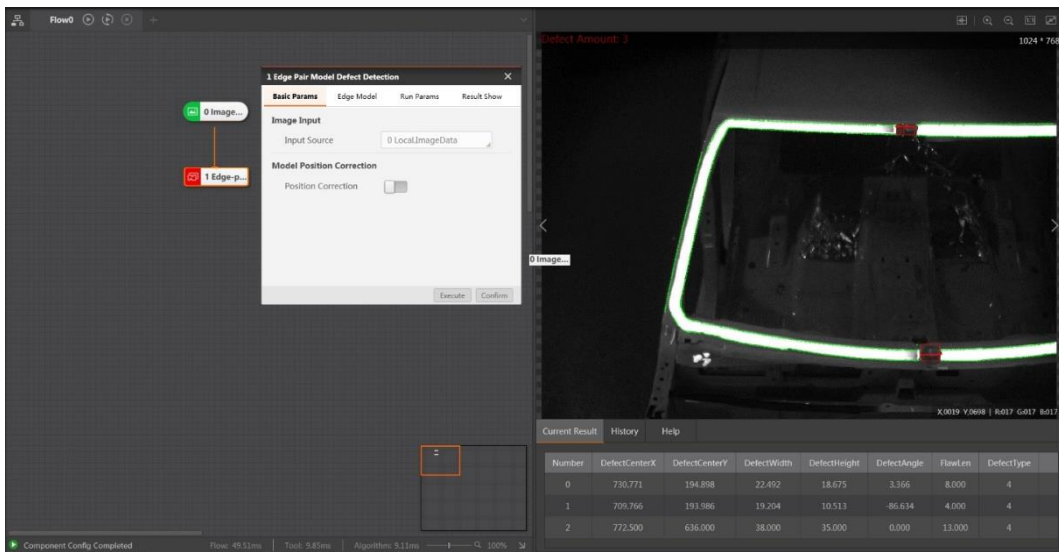 Flow0
Defect Amount: 3
1024 * 768
1 Edge Pair Model Defect Detection
Basic Params Edge Model Run Params Result Show
0 Image...
Image Input
Input Source 0 Local.ImageData
1 Edge-p...
Model Position Correction
Position Correction
0 Image...
Execute Confirm
X,0019 Y,0698 | R:017 G:017 B:017
Current Result History Help
Number DefectCenterX DefectCenterY DefectWidth DefectHeight DefectAngle FlawLen DefectType
0 730.771 194.898 22.492 18.675 3.366 8.000 4
1 709.766 193.986 19.204 10.513 -86.634 4.000 4
2 772.500 636.000 38.000 35.000 0.000 13.000 4
Component Config Completed Flow: 49.51ms Tool: 9.85ms Algorithm: 9.11ms 100%